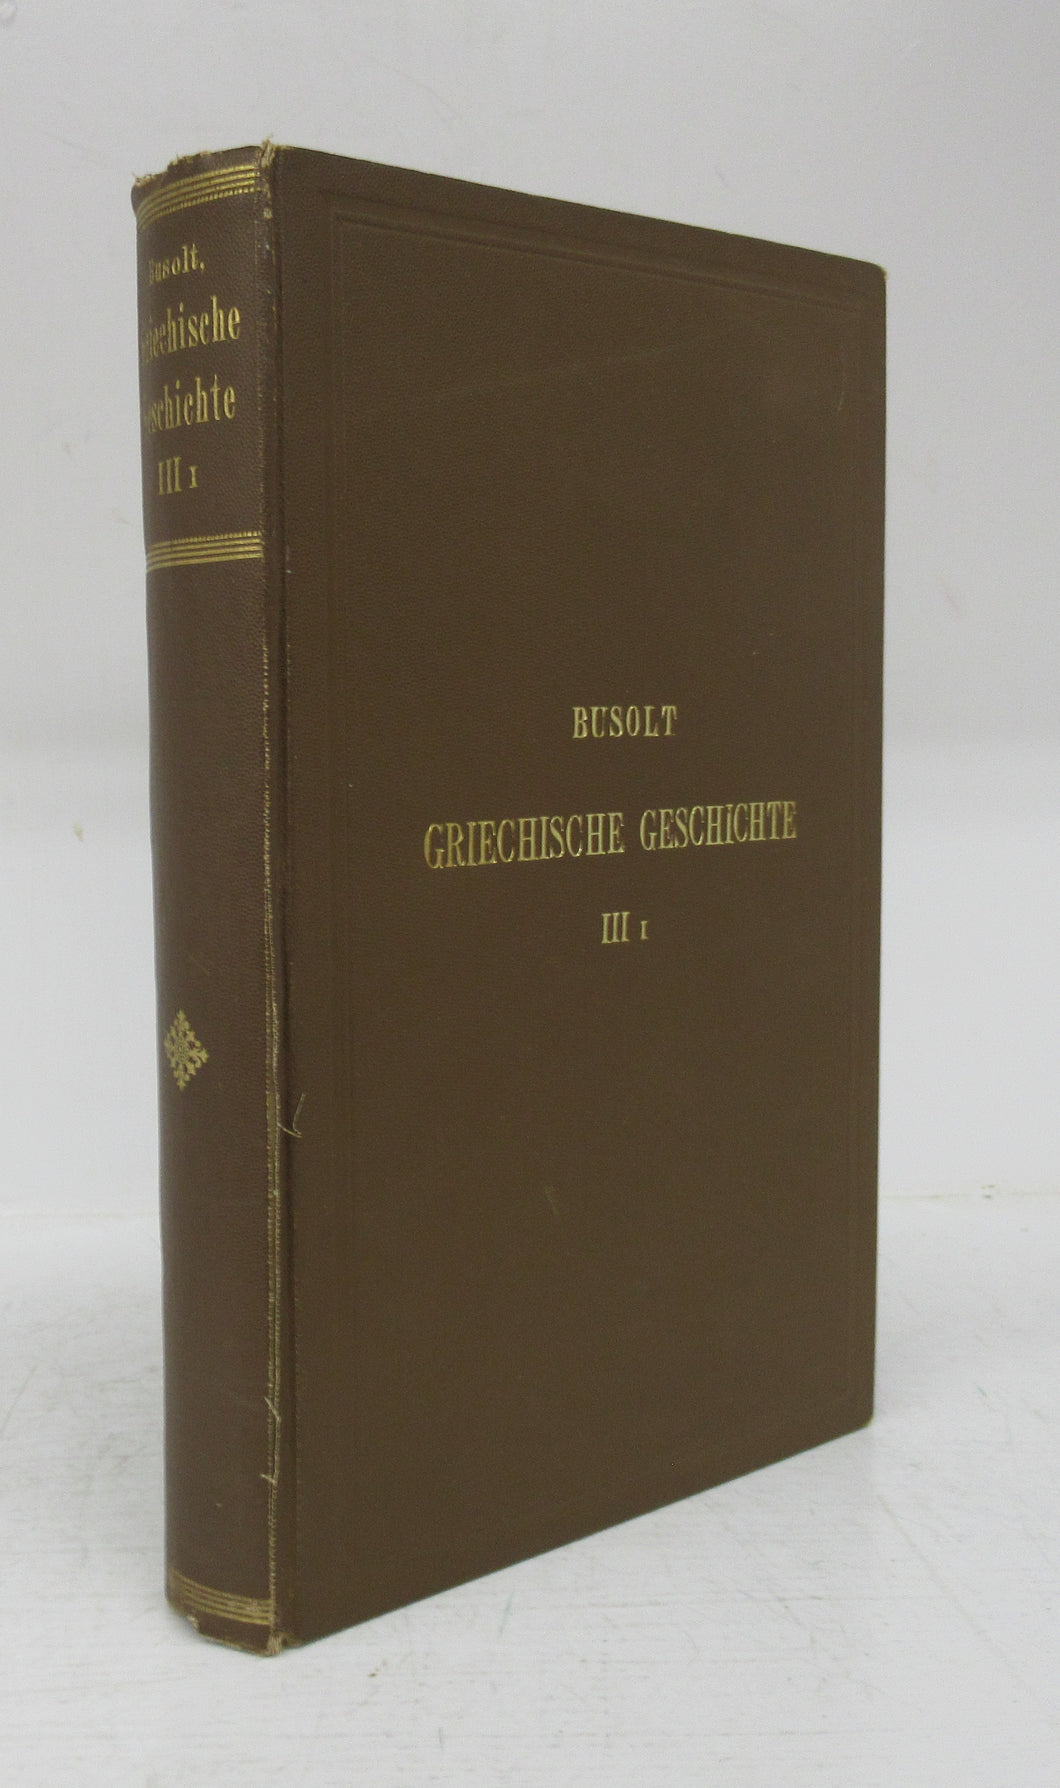 Busolt.
Griechische
Geschichte
III 1
BUSOLT
GRIECHISCHE GESCHICHTE
III 1